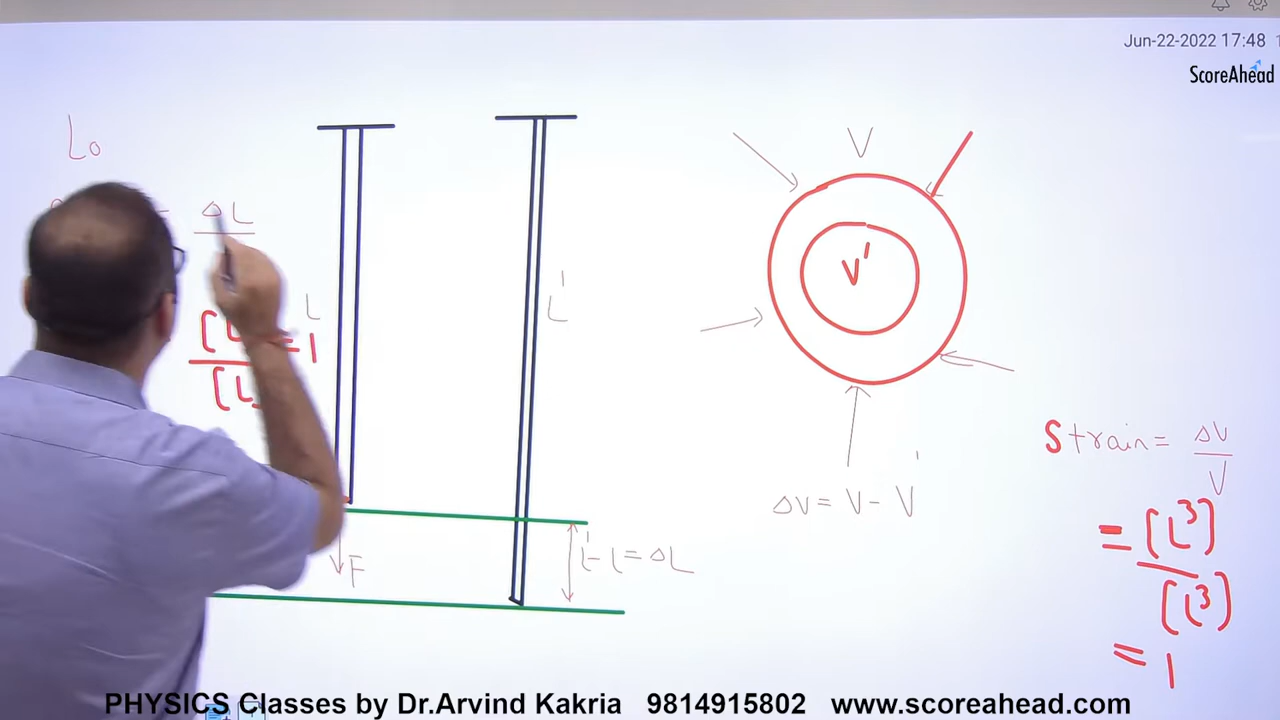 Jun-22-2022 17:48
ScoreAhead
Lo
ΔL
[L
= 1
[L
L
L'
F
L'-L=ΔL
V
V'
ΔV= V- V'
Strain= ΔV
V
= [L³]
[L³]
= 1
PHYSICS Classes by Dr.Arvind Kakria 9814915802 www.scoreahead.com